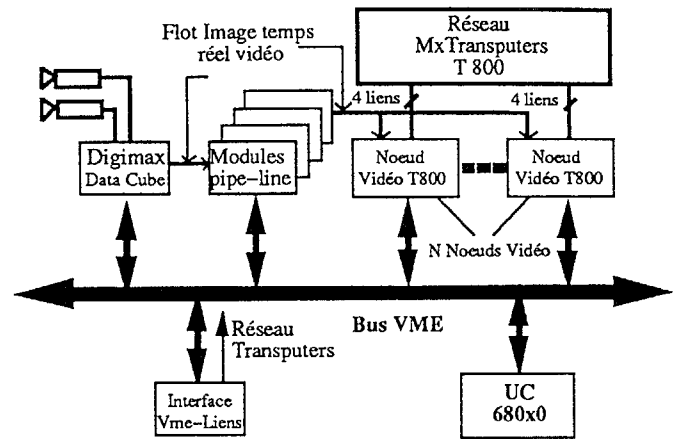 Flot Image temps
réel vidéo
Réseau
MxTransputers
T 800
4 liens
4 liens
Digimax
Data Cube
Modules
pipe-line
Noeud
Vidéo T800
Noeud
Vidéo T800
N Noeuds Vidéo
Bus VME
Réseau
Transputers
Interface
Vme-Liens
UC
680x0